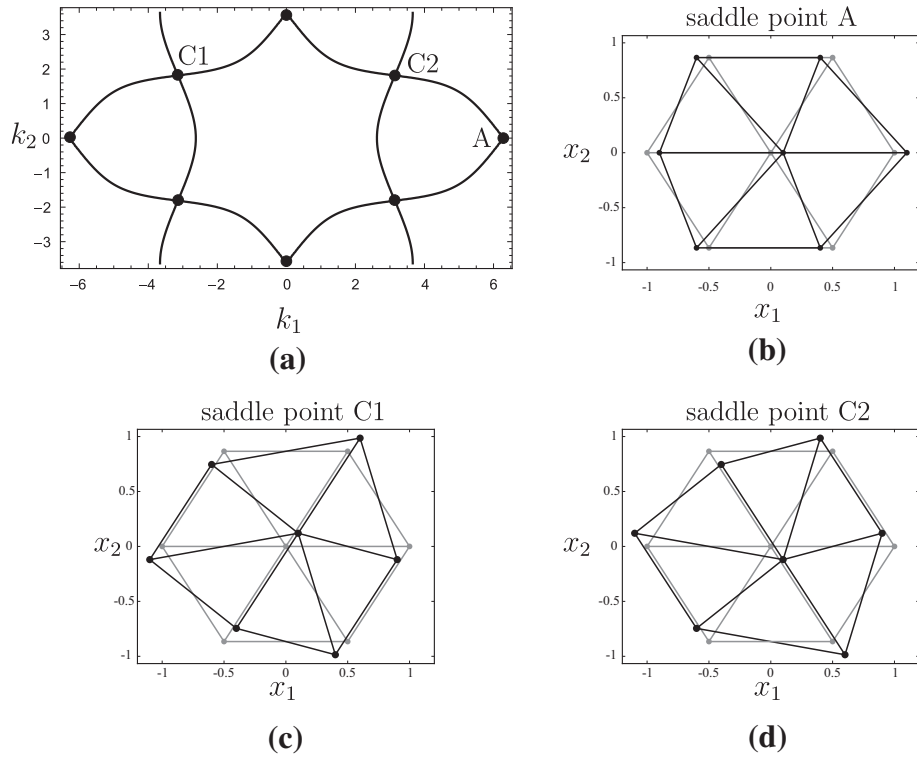 3
2
1
0
−1
−2
−3
k₂
C1
C2
A
−6
−4
−2
0
2
4
6
k₁
(a)
saddle point A
1
0.5
0
-0.5
-1
x₂
-1
-0.5
0
0.5
1
x₁
(b)
saddle point C1
1
0.5
0
-0.5
-1
x₂
-1
-0.5
0
0.5
1
x₁
(c)
saddle point C2
1
0.5
0
-0.5
-1
x₂
-1
-0.5
0
0.5
1
x₁
(d)